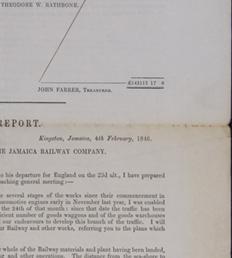 THEODORE W. RATHBONE.
JOHN FARRER, TREASURER.
REPORT.
Kingston, Jamaica, 4th February, 1846.
THE JAMAICA RAILWAY COMPANY.
to his departure for England on the 23d ult., I have prepared
oaching general meeting:—
e several stages of the works since their commencement in
ocomotive engines early in November last year, I was enabled
the 24th of that month: since that date the traffic has been
icient number of goods waggons and of the goods warehouses
our endeavours to develop this branch of the traffic. I will
ur Railway and other works, referring you to the plans which
whole of the Railway materials and plant having been landed,
and other operations. The distance from the sea-shore to